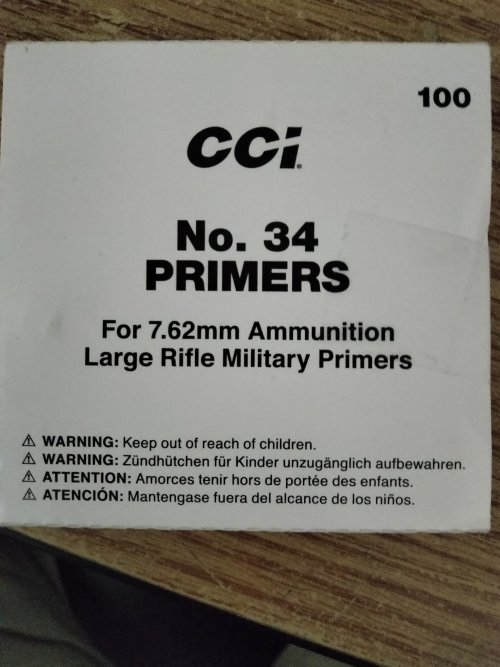 100
CCI
No. 34
PRIMERS
For 7.62mm Ammunition
Large Rifle Military Primers
⚠ WARNING: Keep out of reach of children.
⚠ WARNING: Zündhütchen für Kinder unzugänglich aufbewahren.
⚠ ATTENTION: Amorces tenir hors de portée des enfants.
⚠ ATENCIÓN: Mantengase fuera del alcance de los niños.